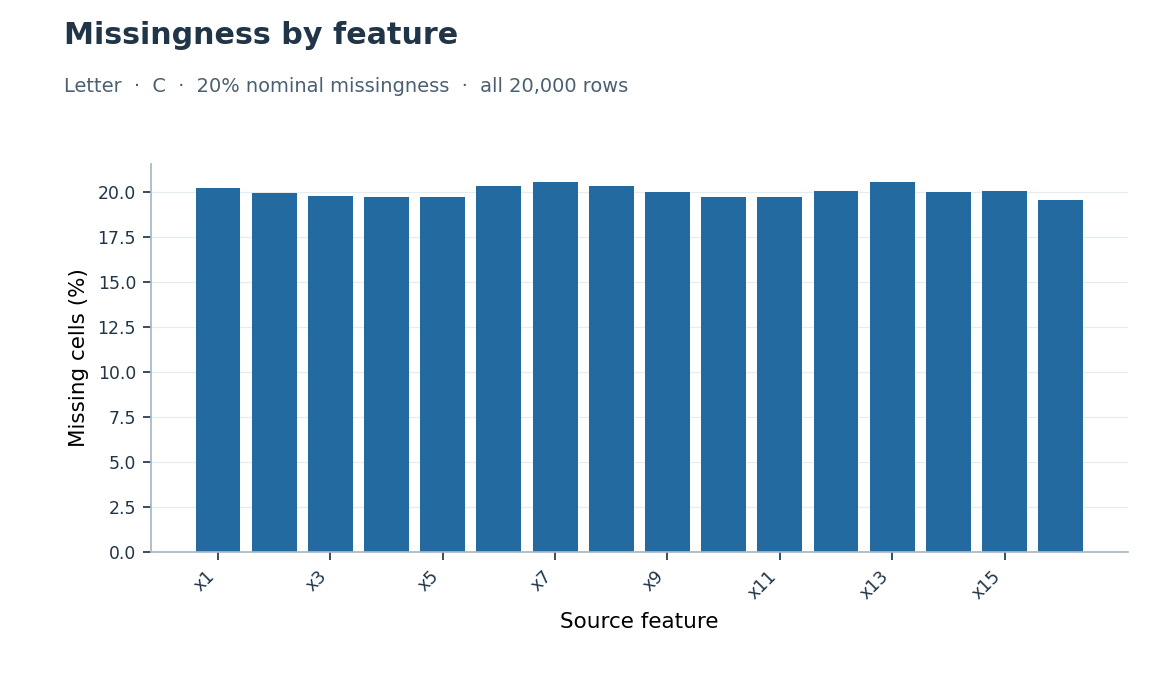 Missingness by feature
Letter · C · 20% nominal missingness · all 20,000 rows
Missing cells (%)
20.0
17.5
15.0
12.5
10.0
7.5
5.0
2.5
0.0
x1 x3 x5 x7 x9 x11 x13 x15
Source feature